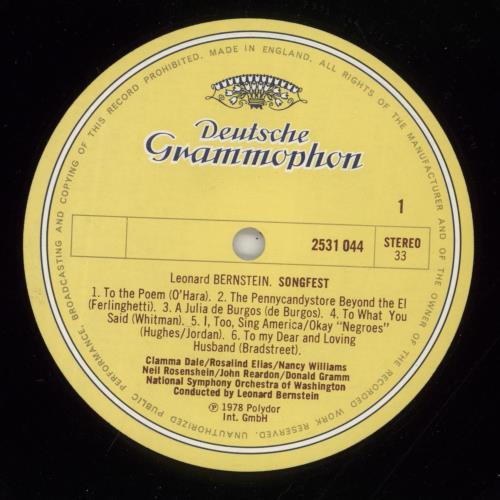 BROADCASTING AND COPYING OF THIS RECORD PROHIBITED. MADE IN ENGLAND. ALL RIGHTS OF THE MANUFACTURER AND OF THE OWNER OF THE RECORDED WORK RESERVED. UNAUTHORIZED PUBLIC PERFORMANCE,
Deutsche
Grammophon
1
2531 044
STEREO
33
Leonard BERNSTEIN. SONGFEST
1. To the Poem (O'Hara). 2. The Pennycandystore Beyond the El
(Ferlinghetti). 3. A Julia de Burgos (de Burgos). 4. To What You
Said (Whitman). 5. I, Too, Sing America/Okay "Negroes"
(Hughes/Jordan). 6. To my Dear and Loving
Husband (Bradstreet).
Clamma Dale/Rosalind Elias/Nancy Williams
Neil Rosenshein/John Reardon/Donald Gramm
National Symphony Orchestra of Washington
Conducted by Leonard Bernstein
℗ 1978 Polydor
Int. GmbH